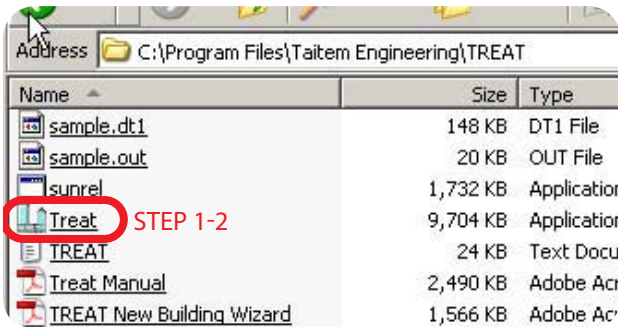 Address C:\Program Files\Taitem Engineering\TREAT
Name Size Type
sample.dt1 148 KB DT1 File
sample.out 20 KB OUT File
sunrel 1,732 KB Application
Treat STEP 1-2 9,704 KB Application
TREAT 24 KB Text Docu
Treat Manual 2,490 KB Adobe Acr
TREAT New Building Wizard 1,566 KB Adobe Acr